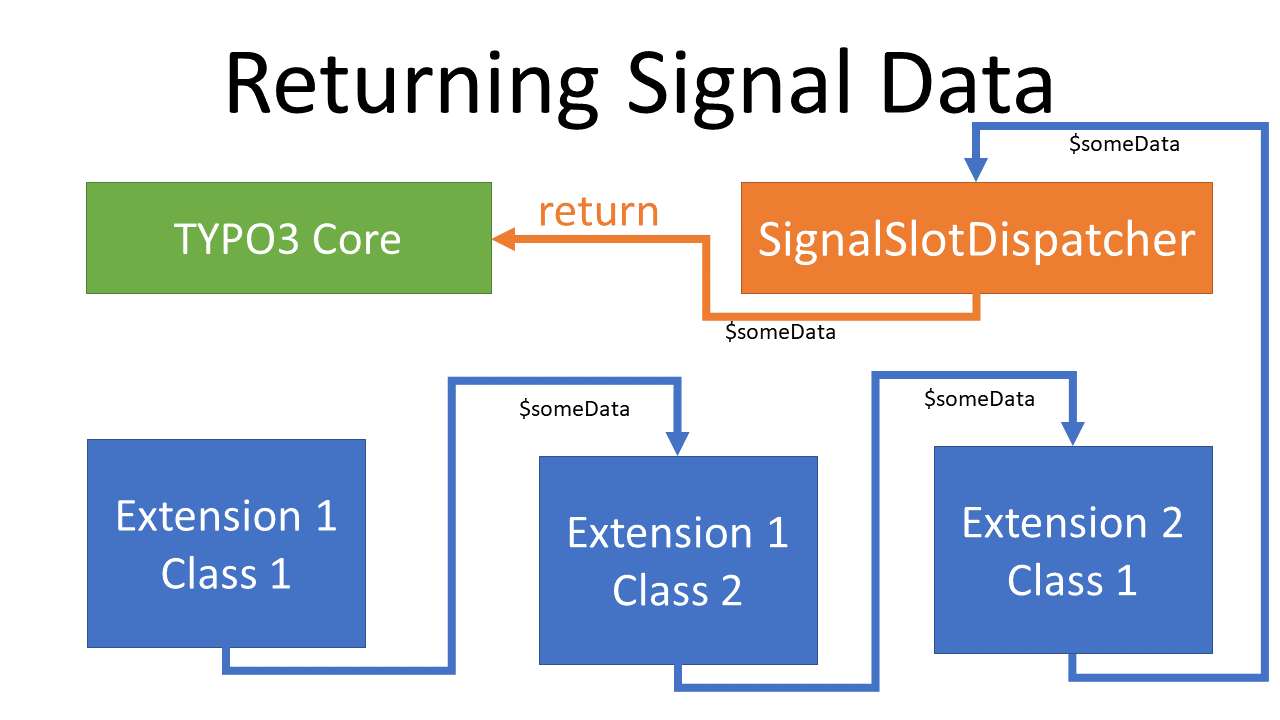 Returning Signal Data
$someData
TYPO3 Core
return
SignalSlotDispatcher
$someData
$someData
$someData
Extension 1
Class 1
Extension 1
Class 2
Extension 2
Class 1